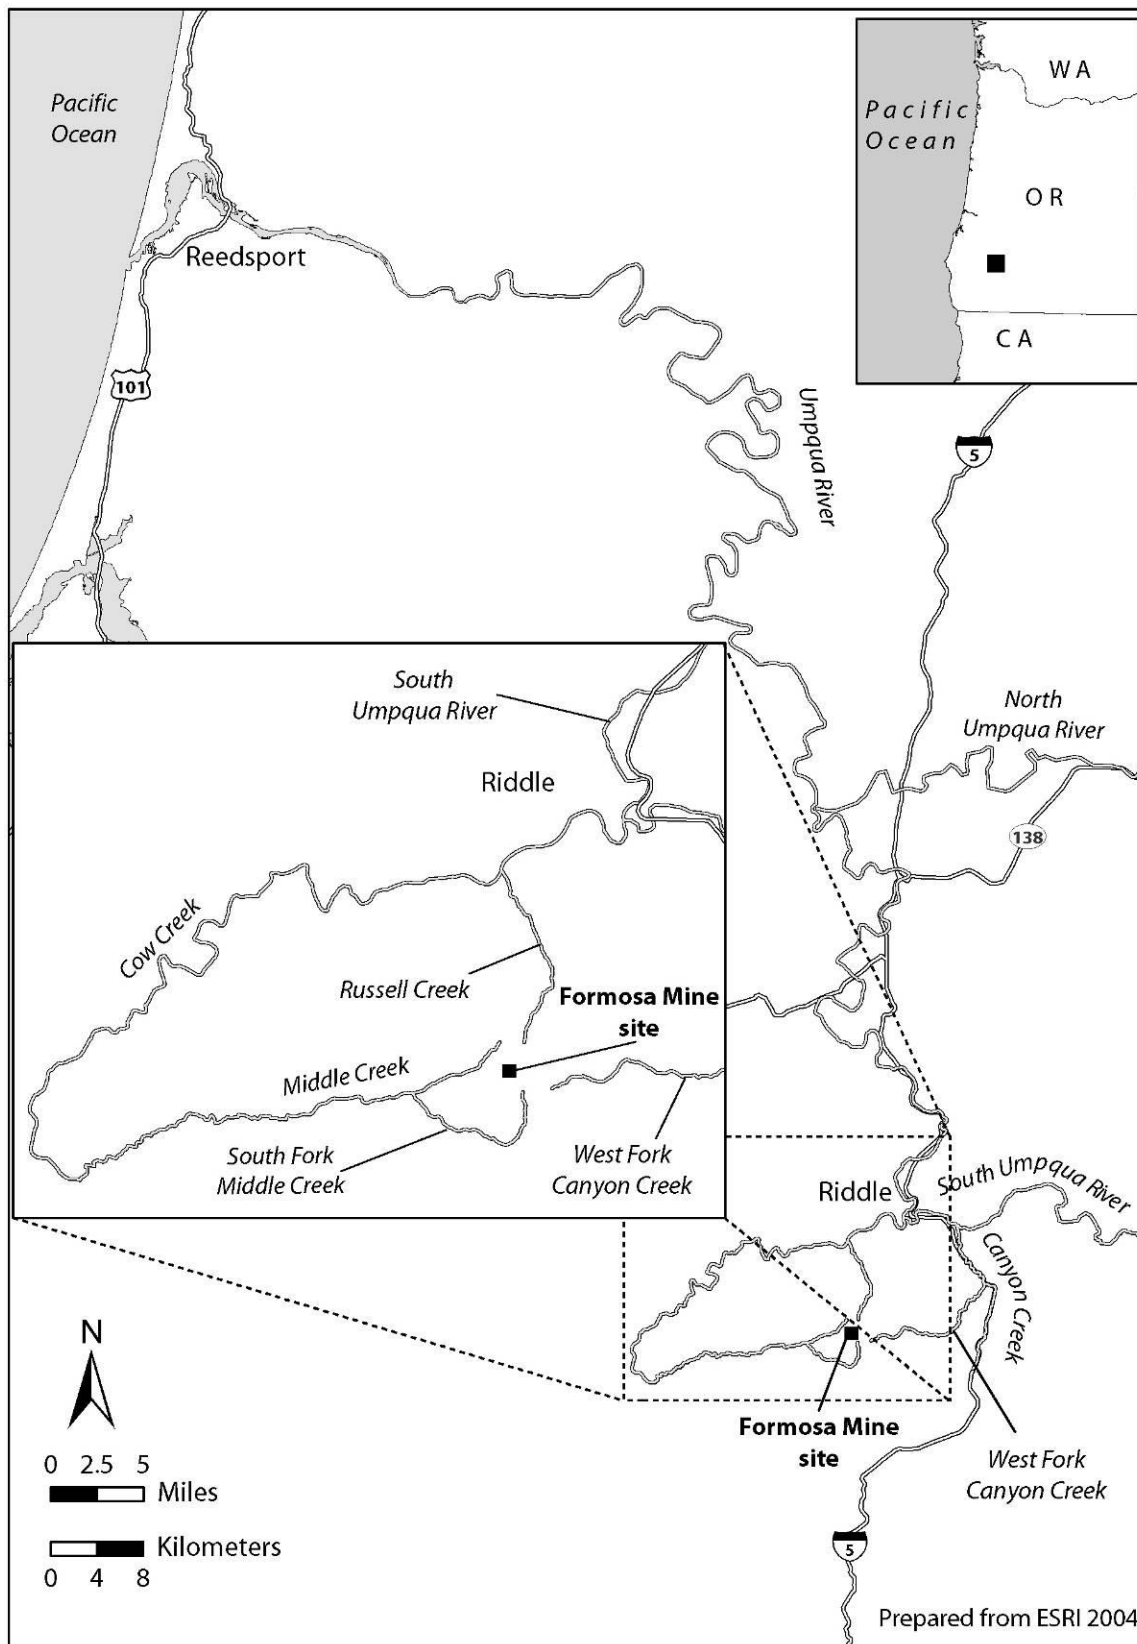 Pacific
Ocean
Pacific
Ocean
WA
OR
CA
Reedsport
101
5
Umpqua River
South
Umpqua River
North
Umpqua River
Riddle
138
Cow Creek
Russell Creek
Formosa Mine
site
Middle Creek
South Fork
Middle Creek
West Fork
Canyon Creek
Riddle
South Umpqua River
Canyon Creek
Formosa Mine
site
West Fork
Canyon Creek
N
0 2.5 5
Miles
Kilometers
0 4 8
5
Prepared from ESRI 2004